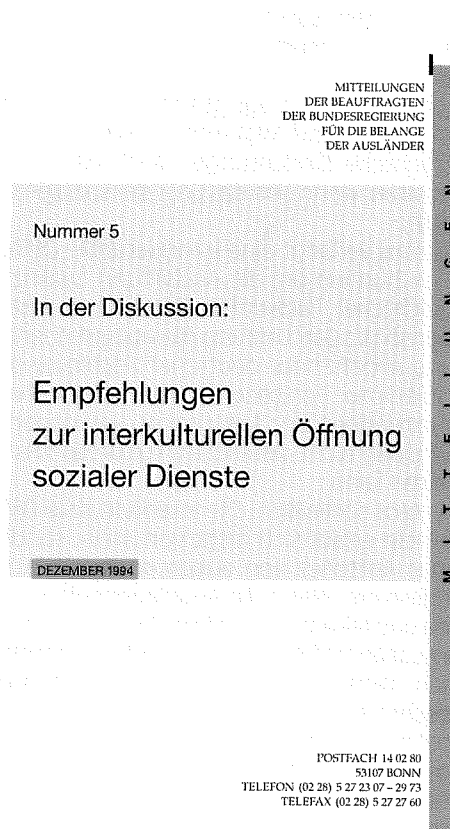 MITTEILUNGEN
DER BEAUFTRAGTEN
DER BUNDESREGIERUNG
FÜR DIE BELANGE
DER AUSLÄNDER
Nummer 5
In der Diskussion:
Empfehlungen
zur interkulturellen Öffnung
sozialer Dienste
DEZEMBER 1994
MITTEILUNGEN
POSTFACH 14 02 80
53107 BONN
TELEFON (02 28) 5 27 23 07 – 29 73
TELEFAX (02 28) 5 27 27 60